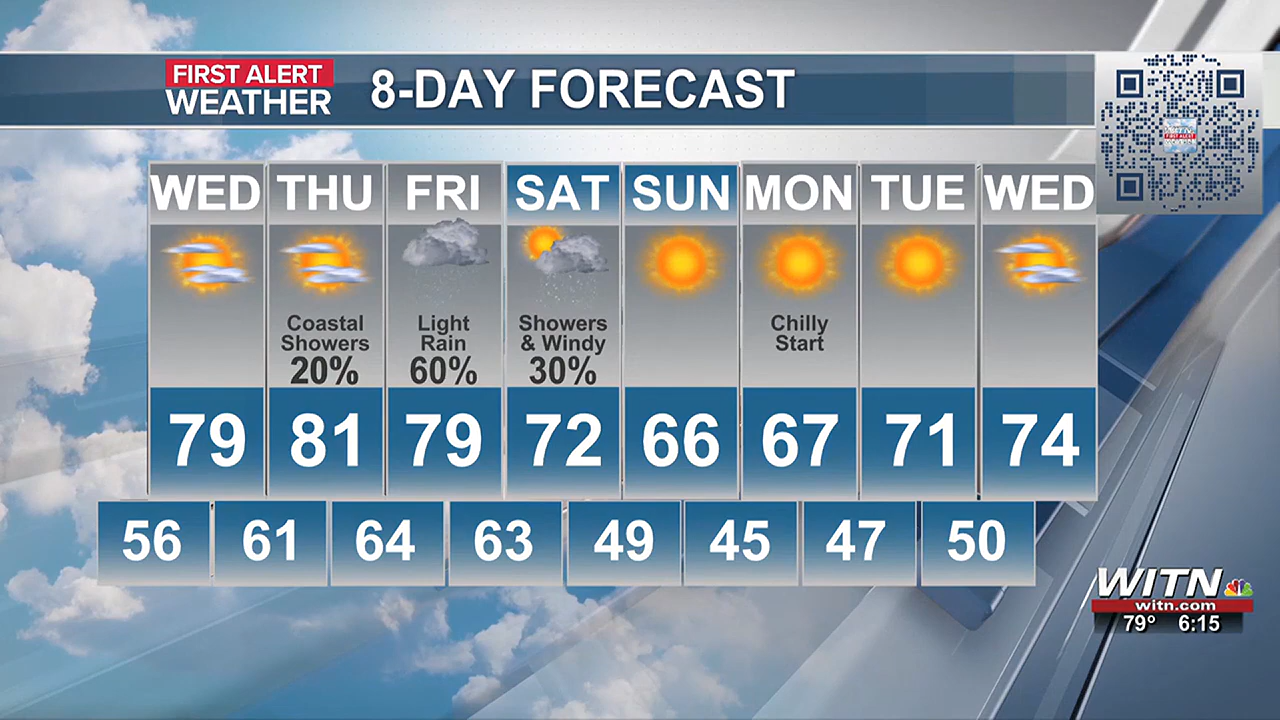 FIRST ALERT
WEATHER
8-DAY FORECAST
WED THU FRI SAT SUN MON TUE WED
Coastal Light Showers Chilly
Showers Rain & Windy Start
20% 60% 30%
79 81 79 72 66 67 71 74
56 61 64 63 49 45 47 50
WITN
witn.com
79° 6:15